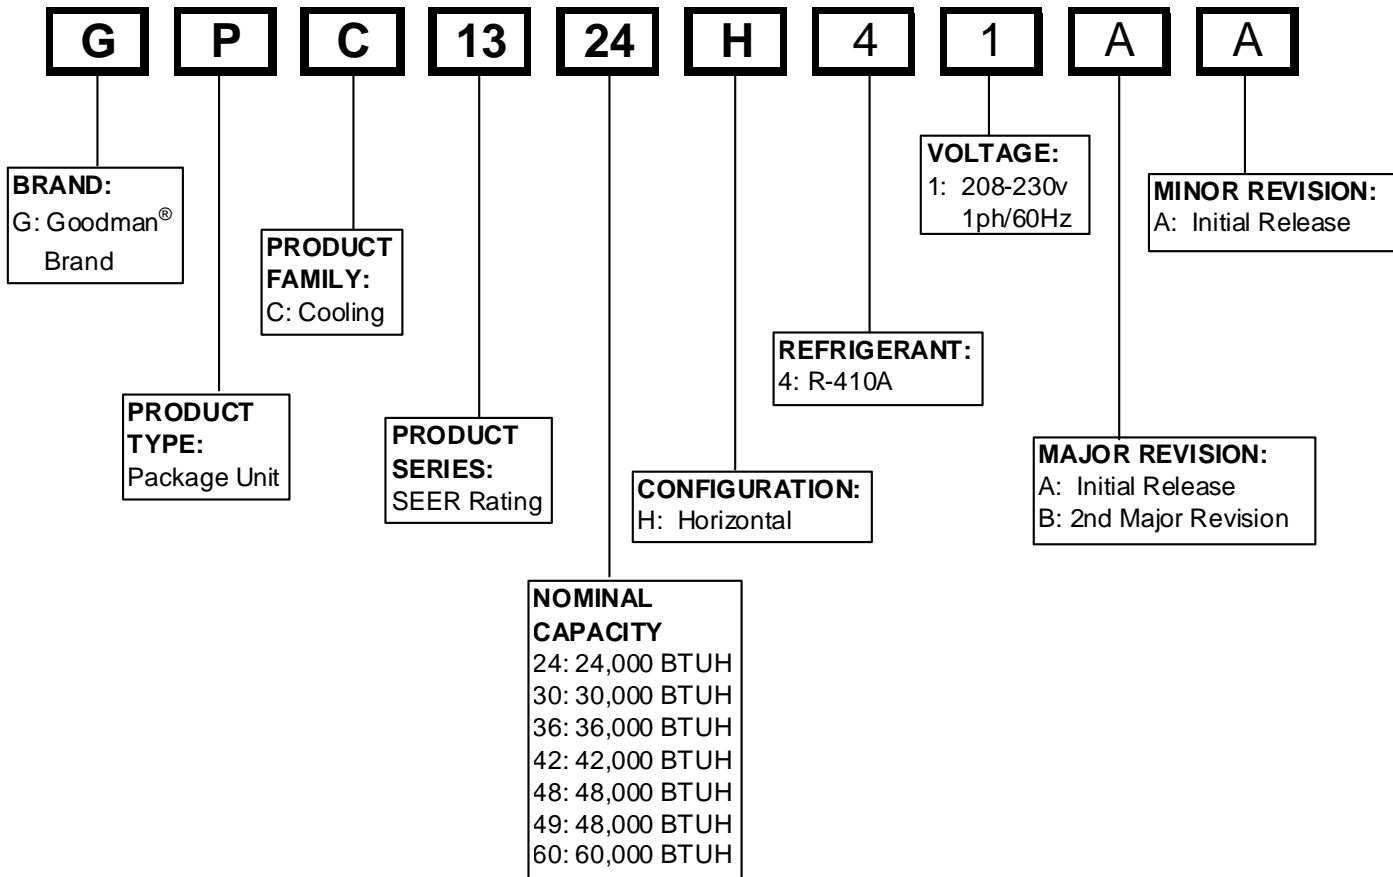 G P C 13 24 H 4 1 A A
BRAND:
G: Goodman®
Brand
PRODUCT
TYPE:
Package Unit
PRODUCT
FAMILY:
C: Cooling
PRODUCT
SERIES:
SEER Rating
NOMINAL
CAPACITY
24: 24,000 BTUH
30: 30,000 BTUH
36: 36,000 BTUH
42: 42,000 BTUH
48: 48,000 BTUH
49: 48,000 BTUH
60: 60,000 BTUH
CONFIGURATION:
H: Horizontal
REFRIGERANT:
4: R-410A
VOLTAGE:
1: 208-230v
1ph/60Hz
MAJOR REVISION:
A: Initial Release
B: 2nd Major Revision
MINOR REVISION:
A: Initial Release